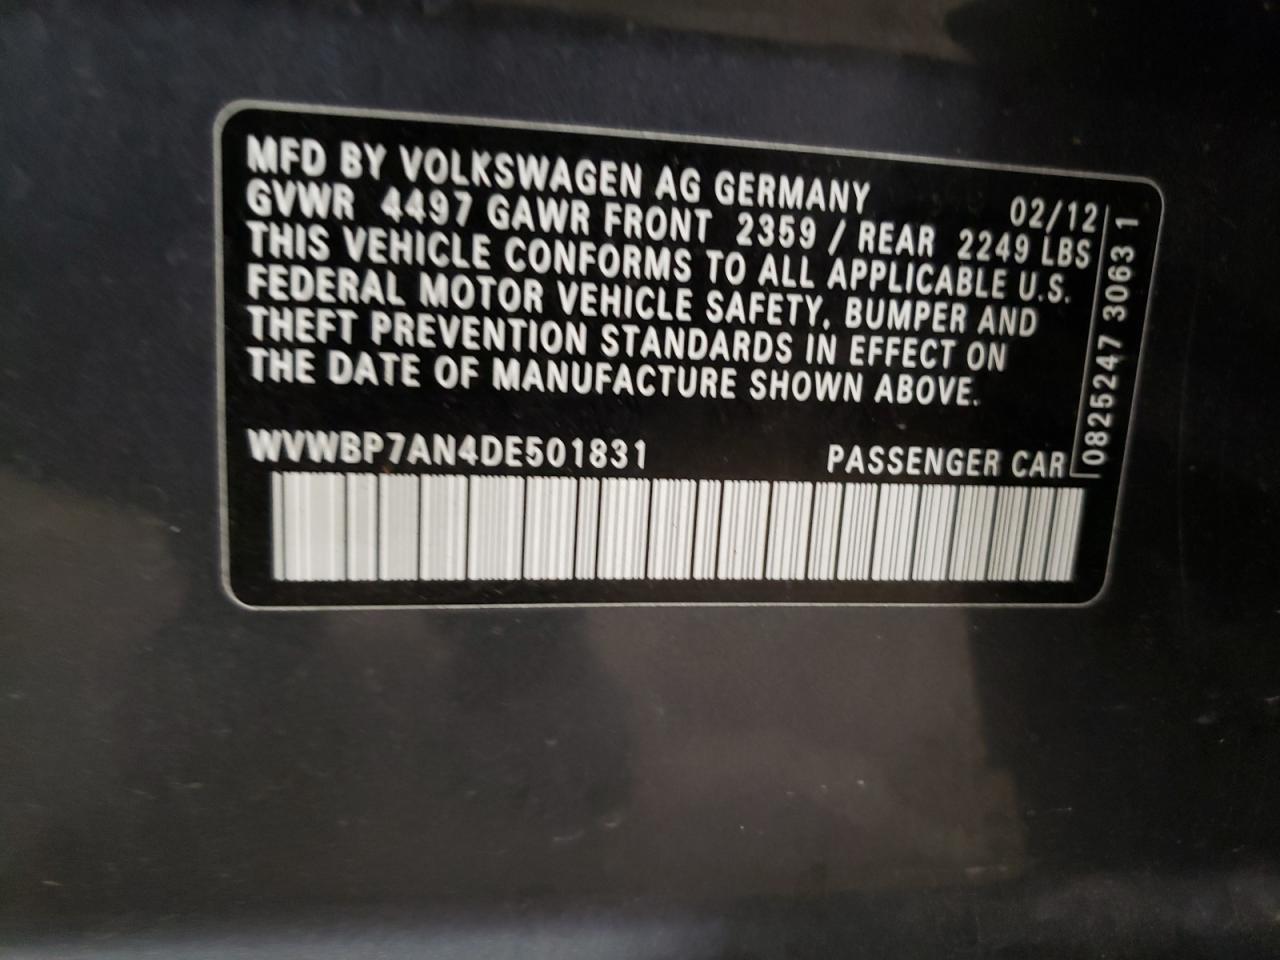 MFD BY VOLKSWAGEN AG GERMANY 02/12
GVWR 4497 GAWR FRONT 2359 / REAR 2249 LBS
THIS VEHICLE CONFORMS TO ALL APPLICABLE U.S.
FEDERAL MOTOR VEHICLE SAFETY, BUMPER AND
THEFT PREVENTION STANDARDS IN EFFECT ON
THE DATE OF MANUFACTURE SHOWN ABOVE.
WVWBP7AN4DE501831 PASSENGER CAR
0825247 3063 1